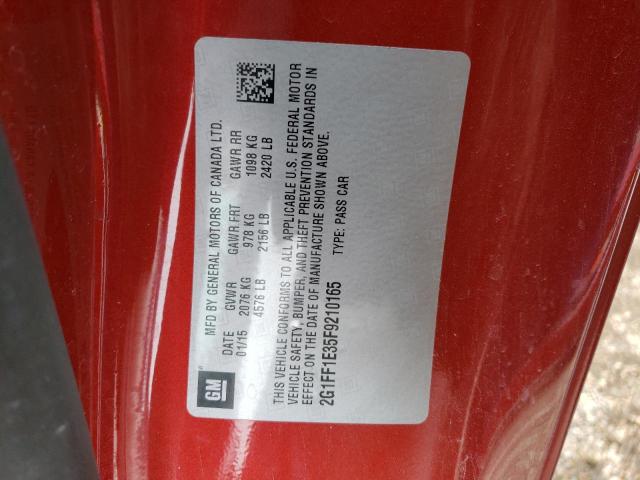 GM
MFD BY GENERAL MOTORS OF CANADA LTD.
DATE GVWR GAWR FRT GAWR RR
01/15 2076 KG 978 KG 1098 KG
4576 LB 2156 LB 2420 LB
THIS VEHICLE CONFORMS TO ALL APPLICABLE U.S. FEDERAL MOTOR
VEHICLE SAFETY, BUMPER, AND THEFT PREVENTION STANDARDS IN
EFFECT ON THE DATE OF MANUFACTURE SHOWN ABOVE.
2G1FF1E35F9210165 TYPE: PASS CAR